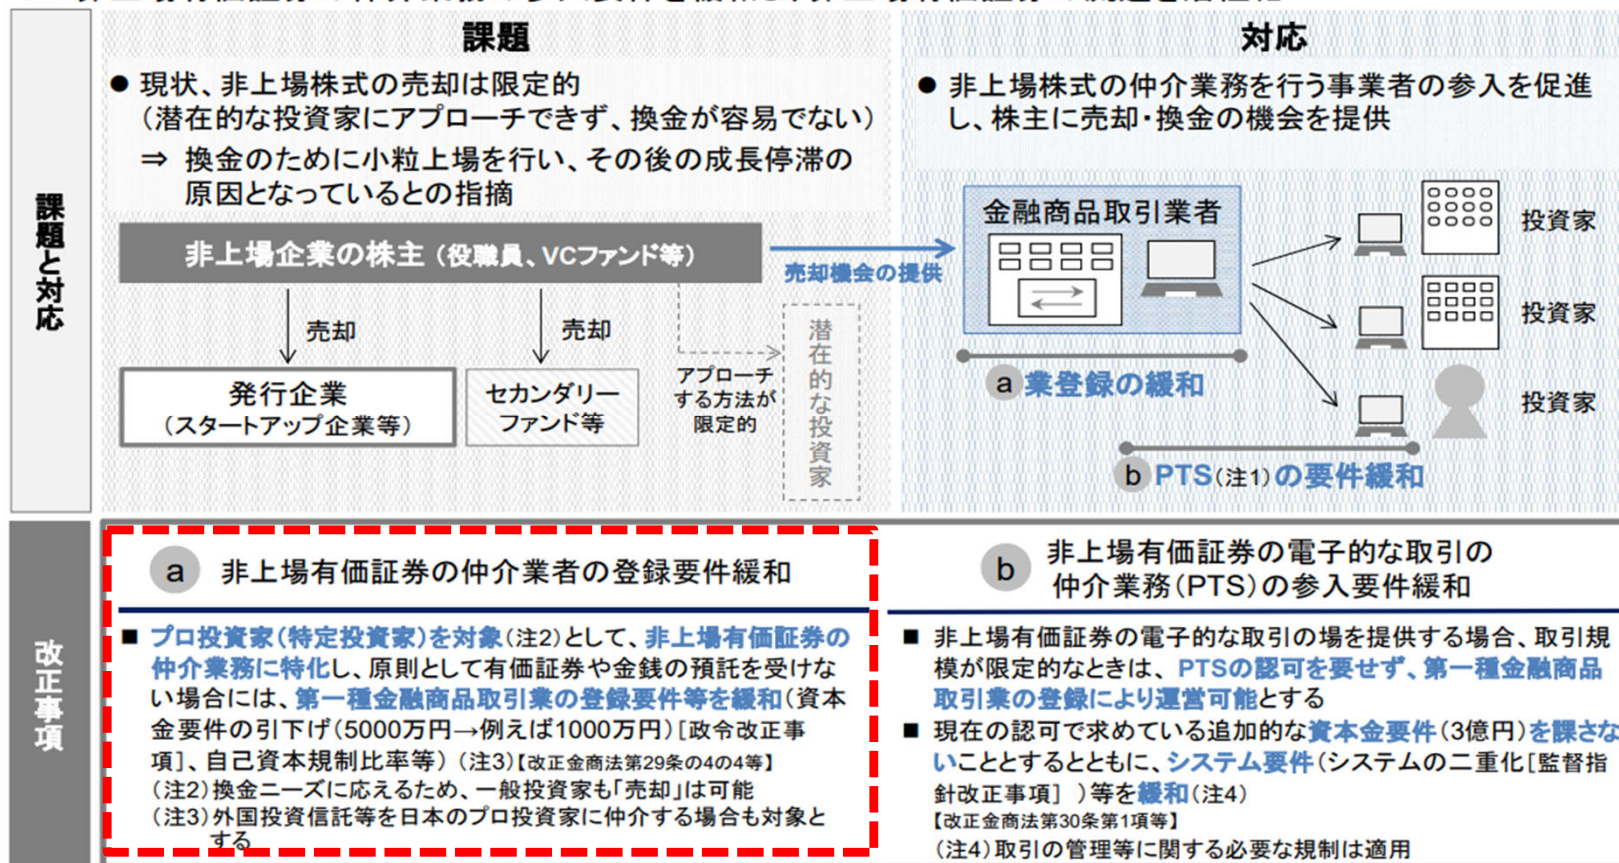 課題
● 現状、非上場株式の売却は限定的
（潜在的な投資家にアプローチできず、換金が容易でない）
⇒ 換金のために小粒上場を行い、その後の成長停滞の
原因となっているとの指摘
非上場企業の株主（役職員、VCファンド等）
売却
売却
発行企業
（スタートアップ企業等）
セカンダリー
ファンド等
アプローチ
する方法が
限定的
潜在的な投資家
売却機会の提供
対応
● 非上場株式の仲介業務を行う事業者の参入を促進
し、株主に売却・換金の機会を提供
金融商品取引業者
投資家
投資家
投資家
a 業登録の緩和
b PTS（注1）の要件緩和
課題と対応
改正事項
a 非上場有価証券の仲介業者の登録要件緩和
■ プロ投資家（特定投資家）を対象（注2）として、非上場有価証券の
仲介業務に特化し、原則として有価証券や金銭の預託を受けな
い場合には、第一種金融商品取引業の登録要件等を緩和（資本
金要件の引下げ（5000万円→例えば1000万円）[政令改正事
項]、自己資本規制比率等）（注3）【改正金商法第29条の4の4等】
（注2）換金ニーズに応えるため、一般投資家も「売却」は可能
（注3）外国投資信託等を日本のプロ投資家に仲介する場合も対象と
する
b 非上場有価証券の電子的な取引の
仲介業務（PTS）の参入要件緩和
■ 非上場有価証券の電子的な取引の場を提供する場合、取引規
模が限定的なときは、PTSの認可を要せず、第一種金融商品
取引業の登録により運営可能とする
■ 現在の認可で求めている追加的な資本金要件（3億円）を課さな
いこととするとともに、システム要件（システムの二重化[監督指
針改正事項] ）等を緩和（注4）
【改正金商法第30条第1項等】
（注4）取引の管理等に関する必要な規制は適用